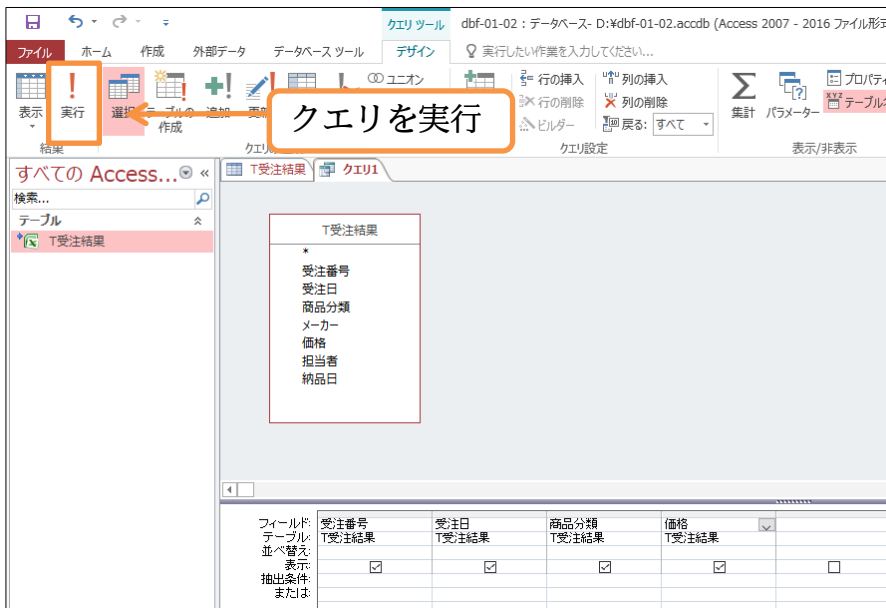 クエリ ツール dbf-01-02 : データベース- D:¥dbf-01-02.accdb (Access 2007 - 2016 ファイル形式
ファイル ホーム 作成 外部データ データベース ツール デザイン 実行したい作業を入力してください...
ユニオン 行の挿入 列の挿入 プロパティ
表示 実行 選択 テーブルの 追加 行の削除 列の削除 集計 パラメーター テーブル
作成 ビルダー 戻る: すべて
クエリを実行
結果 クエリ設定 表示/非表示
すべての Access... « T受注結果 クエリ1
検索...
テーブル
T受注結果
T受注結果
*
受注番号
受注日
商品分類
メーカー
価格
担当者
納品日
フィールド: 受注番号 受注日 商品分類 価格
テーブル: T受注結果 T受注結果 T受注結果 T受注結果
並べ替え:
表示:
抽出条件:
または: